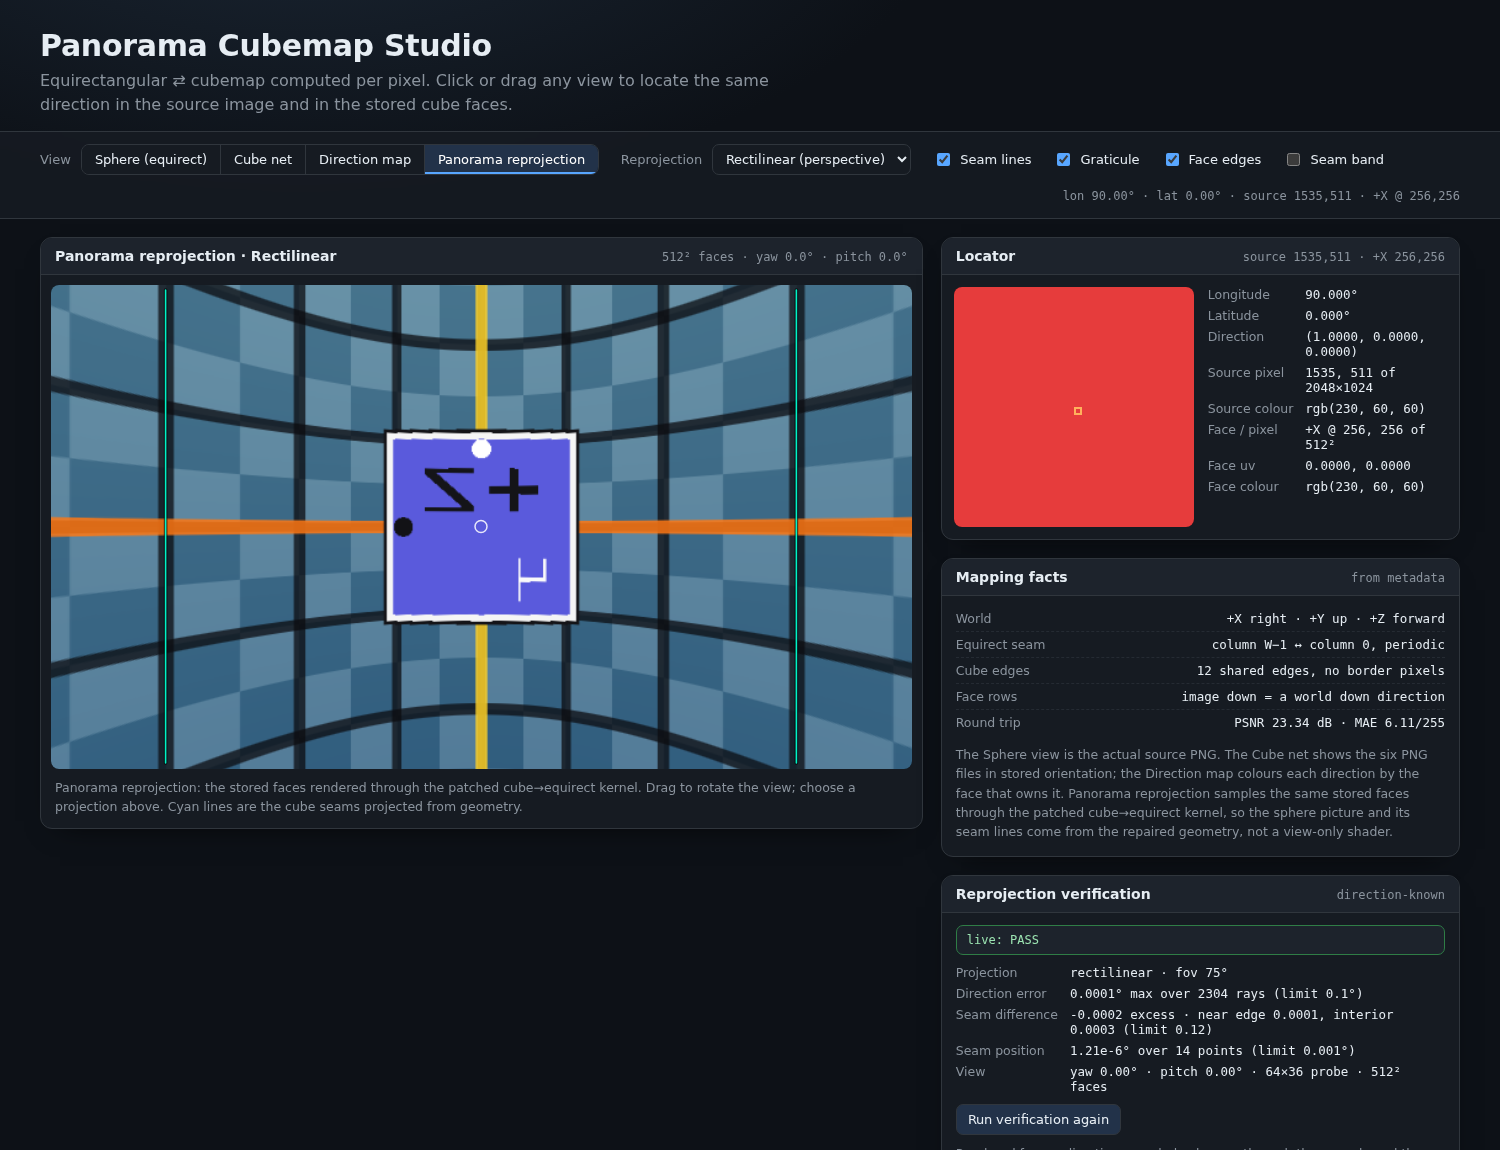 Panorama Cubemap Studio
Equirectangular ⇄ cubemap computed per pixel. Click or drag any view to locate the same
direction in the source image and in the stored cube faces.
View
Sphere (equirect)
Cube net
Direction map
Panorama reprojection
Reprojection
Rectilinear (perspective)
Seam lines
Graticule
Face edges
Seam band
lon 90.00° · lat 0.00° · source 1535,511 · +X @ 256,256
Panorama reprojection · Rectilinear
512² faces · yaw 0.0° · pitch 0.0°
+Z
F
Panorama reprojection: the stored faces rendered through the patched cube→equirect kernel. Drag to rotate the view; choose a
projection above. Cyan lines are the cube seams projected from geometry.
Locator
source 1535,511 · +X 256,256
Longitude 90.000°
Latitude 0.000°
Direction (1.0000, 0.0000,
0.0000)
Source pixel 1535, 511 of
2048×1024
Source colour rgb(230, 60, 60)
Face / pixel +X @ 256, 256 of
512²
Face uv 0.0000, 0.0000
Face colour rgb(230, 60, 60)
Mapping facts
from metadata
World +X right · +Y up · +Z forward
Equirect seam column W−1 ↔ column 0, periodic
Cube edges 12 shared edges, no border pixels
Face rows image down = a world down direction
Round trip PSNR 23.34 dB · MAE 6.11/255
The Sphere view is the actual source PNG. The Cube net shows the six PNG
files in stored orientation; the Direction map colours each direction by the
face that owns it. Panorama reprojection samples the same stored faces
through the patched cube→equirect kernel, so the sphere picture and its
seam lines come from the repaired geometry, not a view-only shader.
Reprojection verification
direction-known
live: PASS
Projection rectilinear · fov 75°
Direction error 0.0001° max over 2304 rays (limit 0.1°)
Seam difference -0.0002 excess · near edge 0.0001, interior
0.0003 (limit 0.12)
Seam position 1.21e-6° over 14 points (limit 0.001°)
View yaw 0.00° · pitch 0.00° · 64×36 probe · 512²
faces
Run verification again